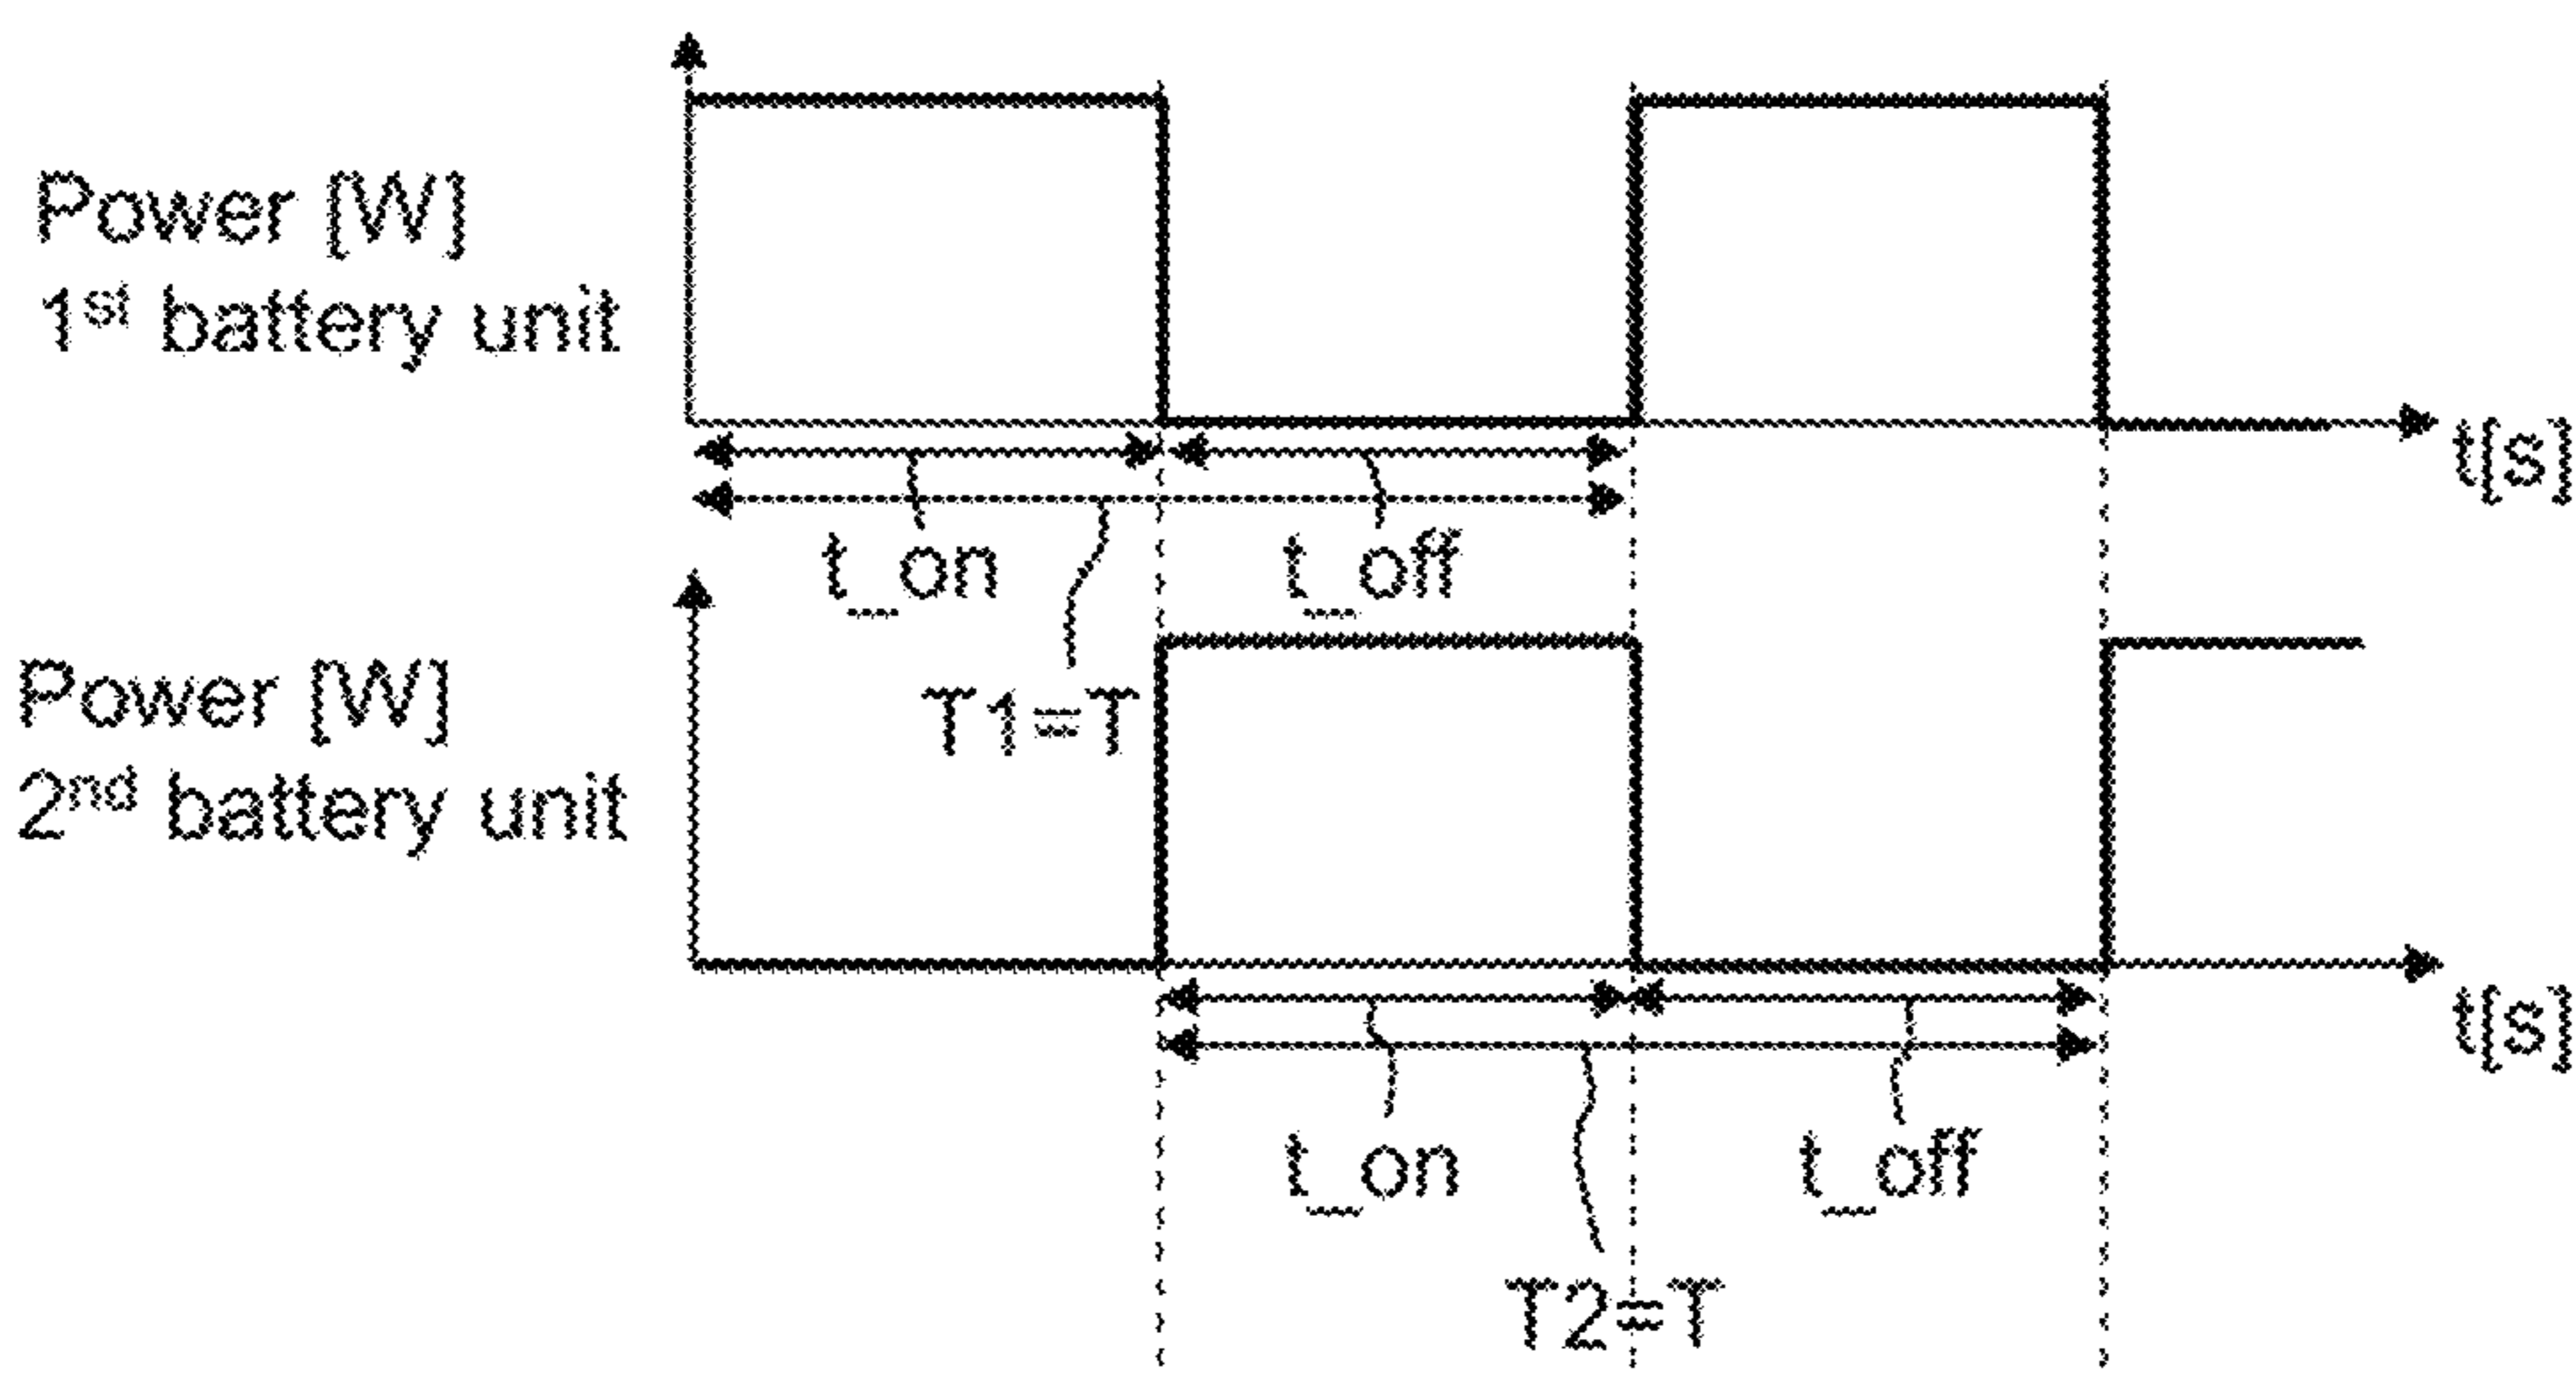 Power [W]
1st battery unit
t[s]
t_on
t_off
T1=T
Power [W]
2nd battery unit
t[s]
t_on
t_off
T2=T